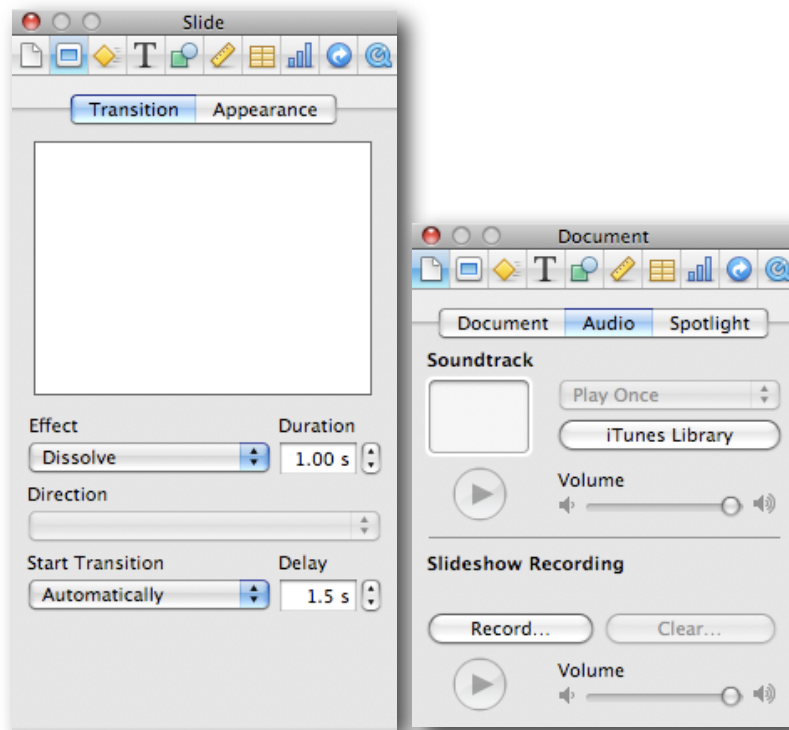 Slide
T
Transition Appearance
Effect Duration
Dissolve 1.00 s
Direction
Start Transition Delay
Automatically 1.5 s
Document
T
Document Audio Spotlight
Soundtrack
Play Once
iTunes Library
Volume
Slideshow Recording
Record... Clear...
Volume